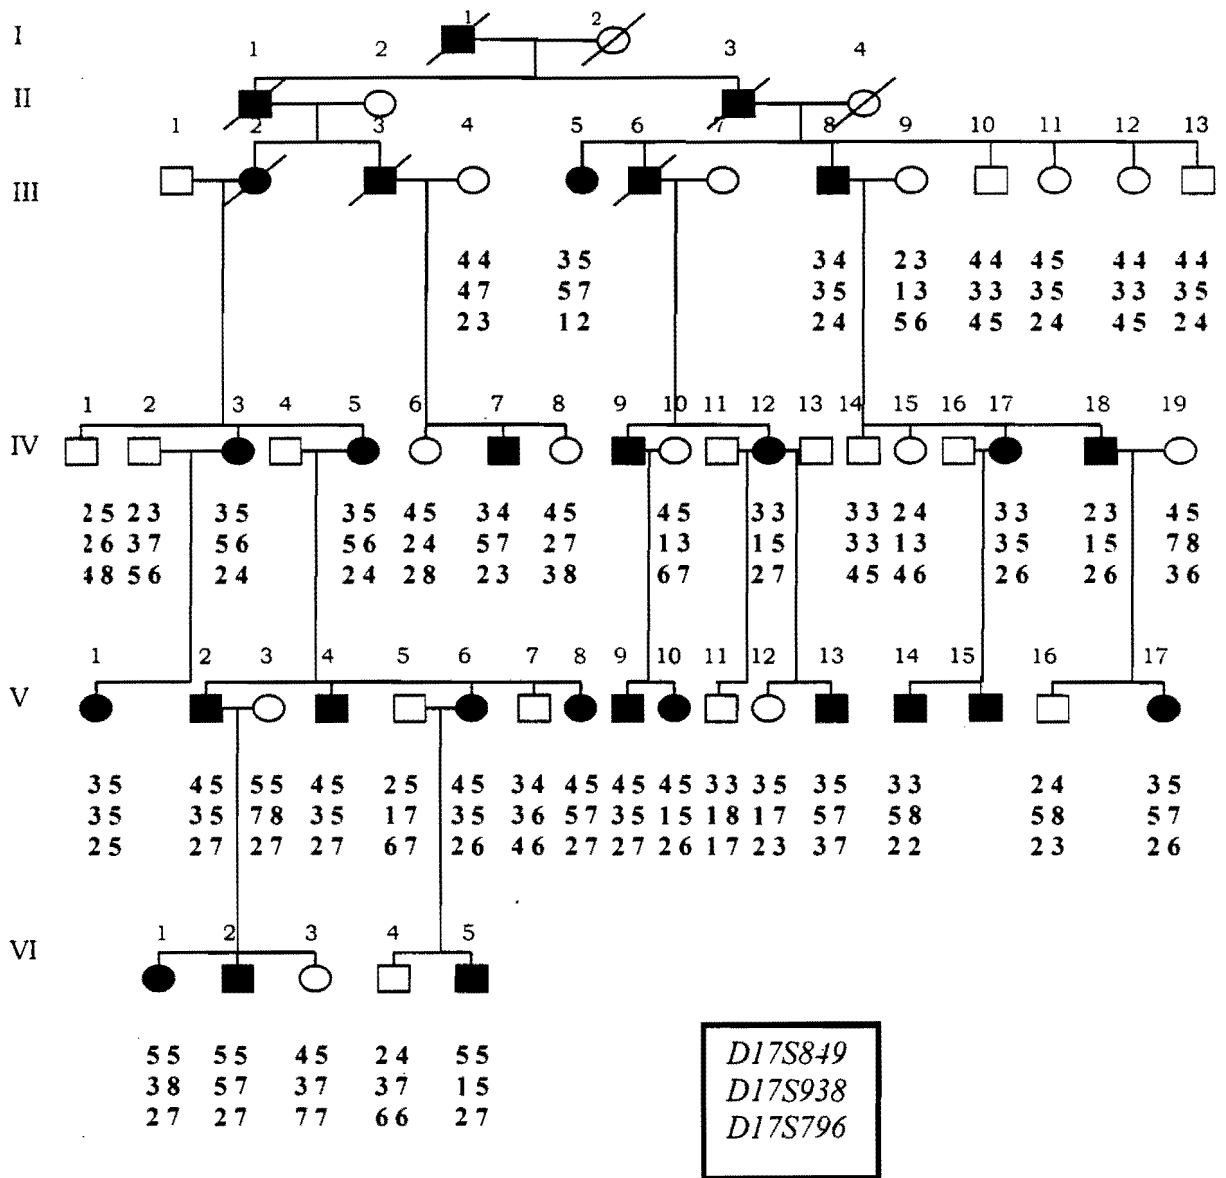 I 1 2
1 2 3 4
II
1 2 3 4 5 6 7 8 9 10 11 12 13
III
4 4 3 5 3 4 2 3 4 4 4 5 4 4 4 4
4 7 5 7 3 5 1 3 3 3 3 5 3 3 3 5
2 3 1 2 2 4 5 6 4 5 2 4 4 5 2 4
1 2 3 4 5 6 7 8 9 10 11 12 13 14 15 16 17 18 19
IV
2 5 2 3 3 5 3 5 4 5 3 4 4 5 4 5 3 3 3 3 2 4 3 3 2 3 4 5
2 6 3 7 5 6 5 6 2 4 5 7 2 7 1 3 1 5 3 3 1 3 3 5 1 5 7 8
4 8 5 6 2 4 2 4 2 8 2 3 3 8 6 7 2 7 4 5 4 6 2 6 2 6 3 6
1 2 3 4 5 6 7 8 9 10 11 12 13 14 15 16 17
V
3 5 4 5 5 5 4 5 2 5 4 5 3 4 4 5 4 5 4 5 3 3 3 5 3 5 3 3 2 4 3 5
3 5 3 5 7 8 3 5 1 7 3 5 3 6 5 7 3 5 1 5 1 8 1 7 5 7 5 8 5 8 5 7
2 5 2 7 2 7 2 7 6 7 2 6 4 6 2 7 2 7 2 6 1 7 2 3 3 7 2 2 2 3 2 6
1 2 3 4 5
VI
5 5 5 5 4 5 2 4 5 5
3 8 5 7 3 7 3 7 1 5
2 7 2 7 7 7 6 6 2 7
D17S849
D17S938
D17S796